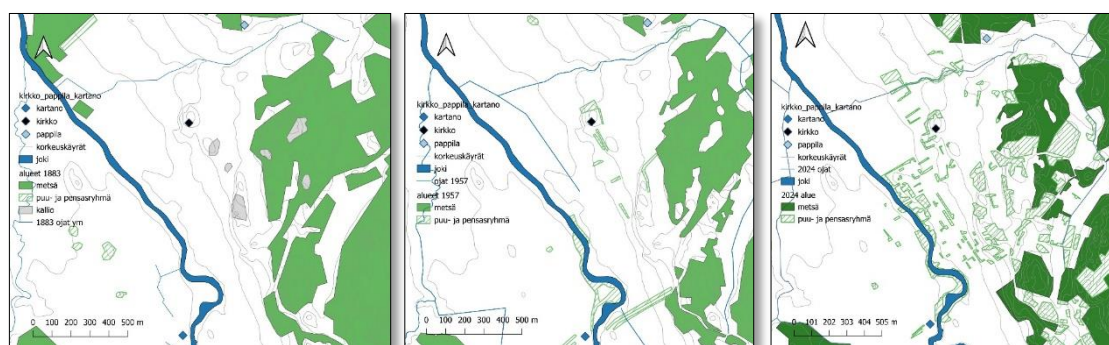 kirkko_pappila_kartano
kartano
kirkko
pappila
korkeuskäyrät
joki
alueet 1883
metsä
puu- ja pensasryhmä
kallio
1883 ojat ym
0 100 200 300 400 500 m
kirkko_pappila_kartano
kartano
kirkko
pappila
korkeuskäyrät
joki
ojat 1957
alueet 1957
metsä
puu- ja pensasryhmä
0 100 200 300 400 500 m
kirkko_pappila_kartano
kartano
kirkko
pappila
korkeuskäyrät
2024 ojat
joki
2024 alue
metsä
puu- ja pensasryhmä
0 101 202 303 404 505 m